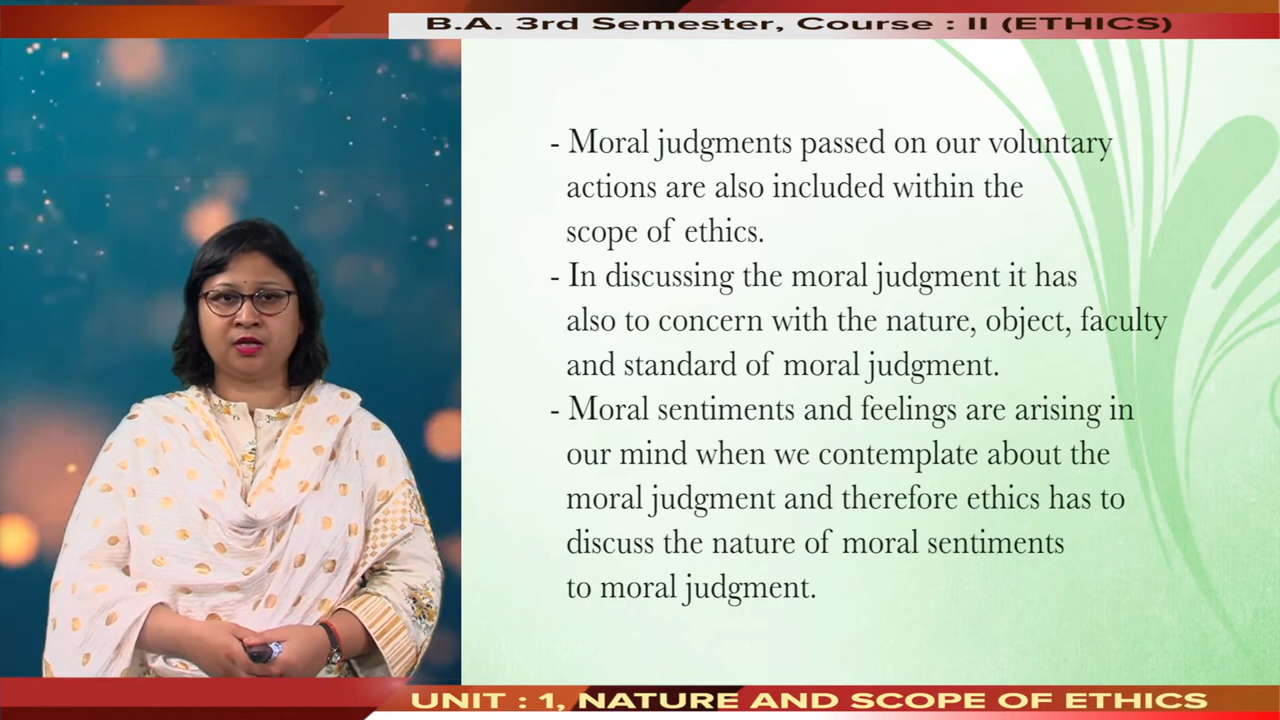 B.A. 3rd Semester, Course : II (ETHICS)
- Moral judgments passed on our voluntary
actions are also included within the
scope of ethics.
- In discussing the moral judgment it has
also to concern with the nature, object, faculty
and standard of moral judgment.
- Moral sentiments and feelings are arising in
our mind when we contemplate about the
moral judgment and therefore ethics has to
discuss the nature of moral sentiments
to moral judgment.
UNIT : 1, NATURE AND SCOPE OF ETHICS